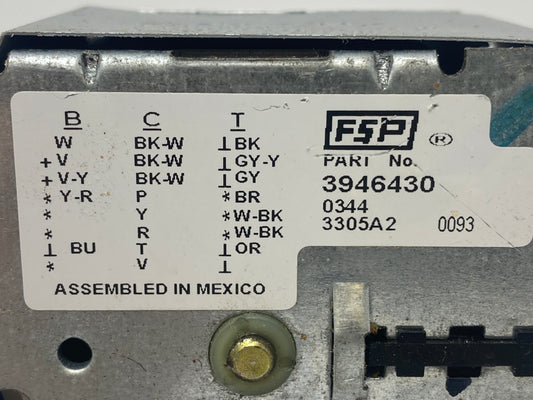 B C T
W BK-W ⊥ BK
+ V BK-W ⊥ GY-Y
+ V-Y BK-W ⊥ GY
* Y-R P * BR
* Y * W-BK
* R * W-BK
⊥ BU T ⊥ OR
* V ⊥
ASSEMBLED IN MEXICO
FSP ®
PART No.
3946430
0344
3305A2 0093